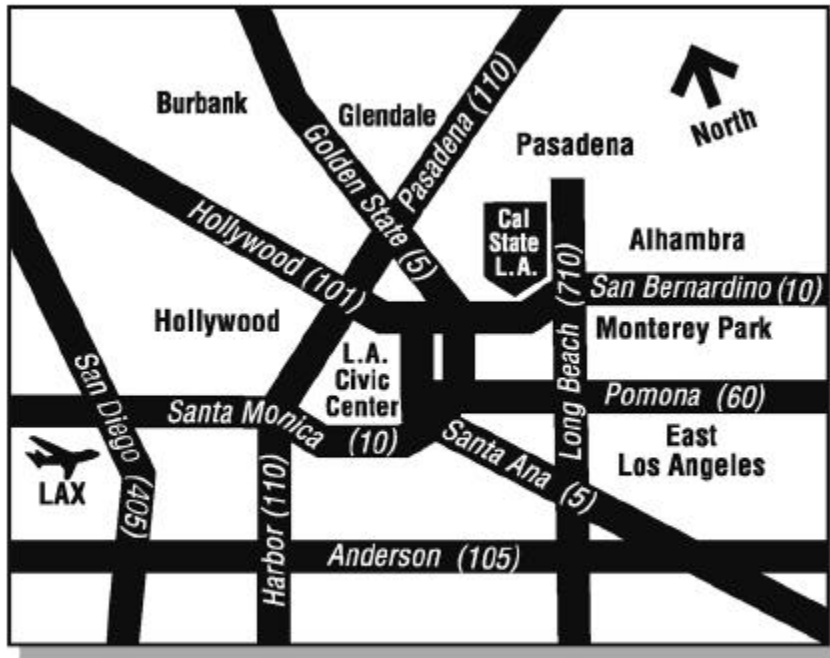 Burbank
Glendale
Pasadena (110)
North
Pasadena
Golden State (5)
Hollywood (101)
Cal
State
L.A.
Alhambra
San Bernardino (10)
Hollywood
Monterey Park
L.A.
Civic
Center
Long Beach (710)
San Diego (405)
Santa Monica (10)
Pomona (60)
Santa Ana (5)
East
Los Angeles
LAX
Harbor (110)
Anderson (105)